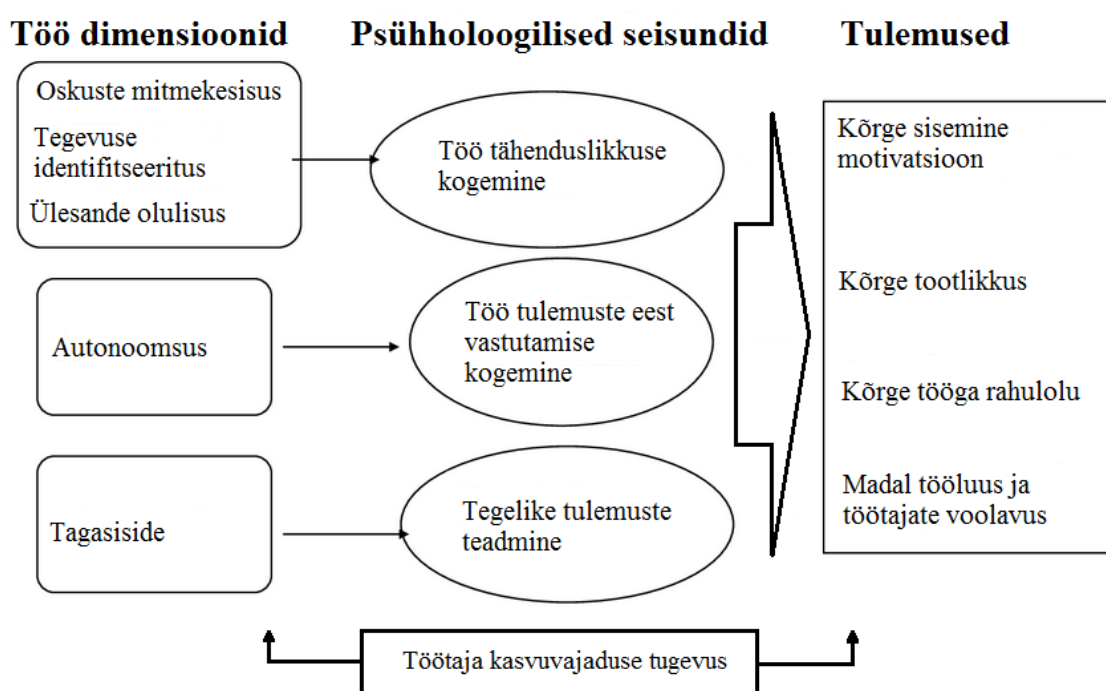 Töö dimensioonid
Psühholoogilised seisundid
Tulemused
Oskuste mitmekesisus
Tegevuse
identifitseeritus
Ülesande olulisus
Töö tähenduslikkuse
kogemine
Autonoomsus
Töö tulemuste eest
vastutamise
kogemine
Tagasiside
Tegelike tulemuste
teadmine
Kõrge sisemine
motivatsioon
Kõrge tootlikkus
Kõrge tööga rahulolu
Madal tööluus ja
töötajate voolavus
Töötaja kasvuvajaduse tugevus